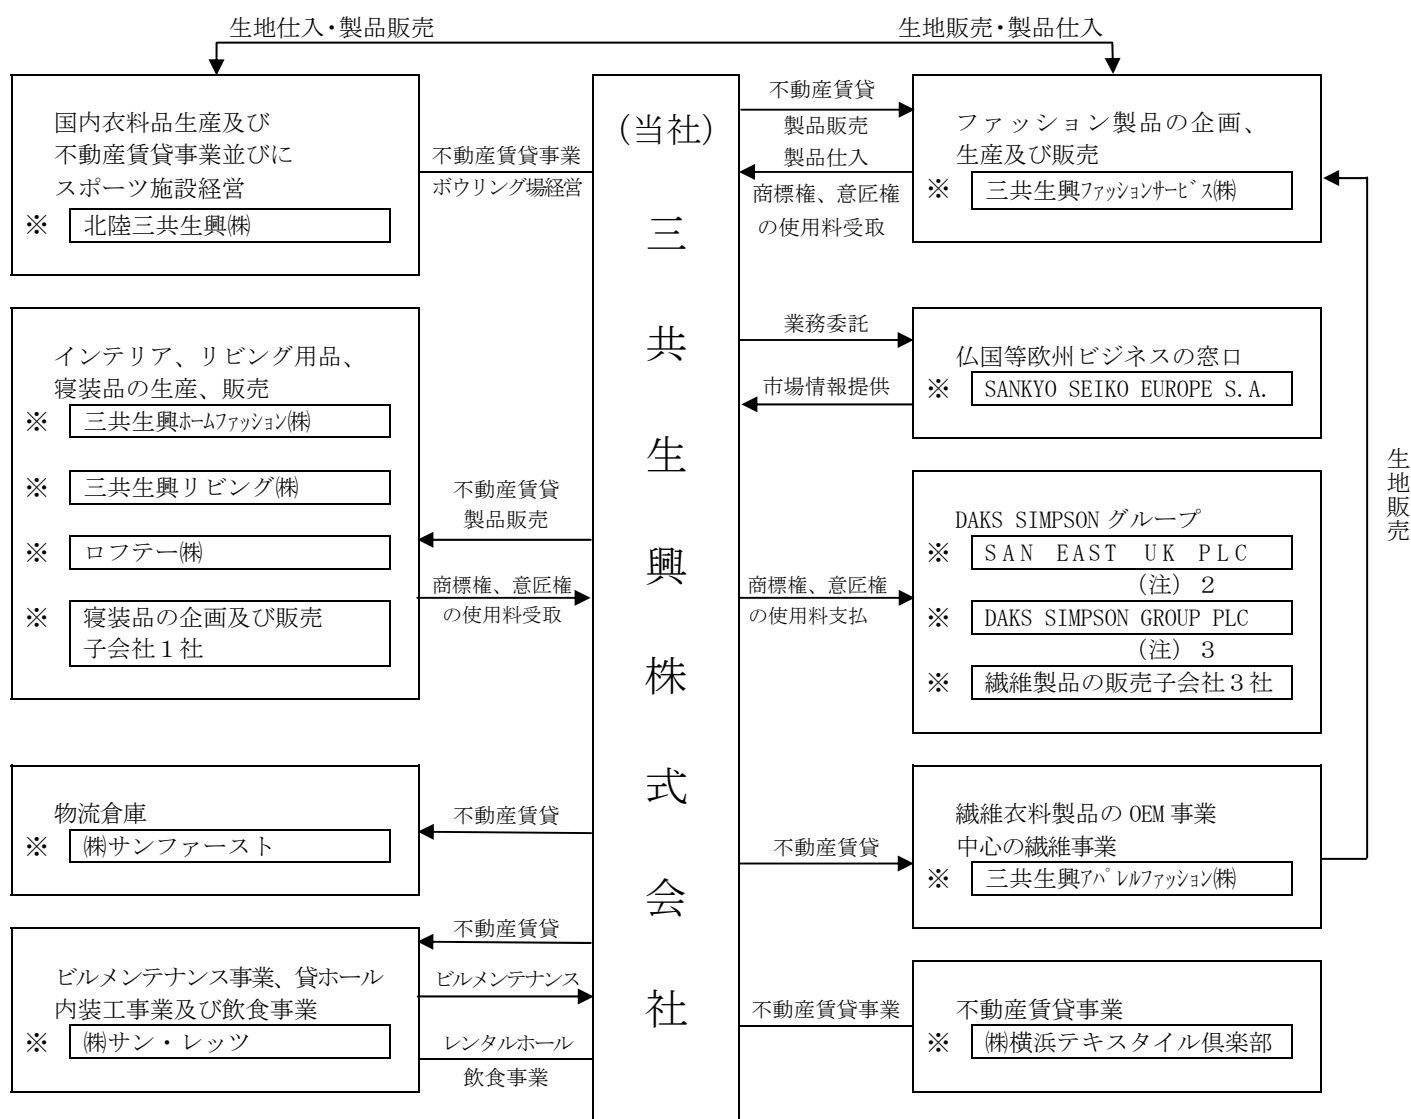 生地仕入・製品販売
生地販売・製品仕入
国内衣料品生産及び
不動産賃貸事業並びに
スポーツ施設経営
※ 北陸三共生興㈱
不動産賃貸事業
ボウリング場経営
インテリア、リビング用品、
寝装品の生産、販売
※ 三共生興ﾎｰﾑﾌｧｯｼｮﾝ㈱
※ 三共生興リビング㈱
※ ロフテー㈱
※ 寝装品の企画及び販売
子会社1社
不動産賃貸
製品販売
商標権、意匠権
の使用料受取
物流倉庫
※ ㈱サンファースト
不動産賃貸
ビルメンテナンス事業、貸ホール
内装工事業及び飲食事業
※ ㈱サン・レッツ
不動産賃貸
ビルメンテナンス
レンタルホール
飲食事業
(当社)
三共生興株式会社
不動産賃貸
製品販売
製品仕入
商標権、意匠権
の使用料受取
ファッション製品の企画、
生産及び販売
※ 三共生興ﾌｧｯｼｮﾝｻｰﾋﾞｽ㈱
業務委託
市場情報提供
仏国等欧州ビジネスの窓口
※ SANKYO SEIKO EUROPE S.A.
商標権、意匠権
の使用料支払
DAKS SIMPSON グループ
※ SAN EAST UK PLC
(注) 2
※ DAKS SIMPSON GROUP PLC
(注) 3
※ 繊維製品の販売子会社3社
不動産賃貸
繊維衣料製品の OEM 事業
中心の繊維事業
※ 三共生興ｱﾊﾟﾚﾙﾌｧｯｼｮﾝ㈱
生地販売
不動産賃貸事業
不動産賃貸事業
※ ㈱横浜テキスタイル倶楽部